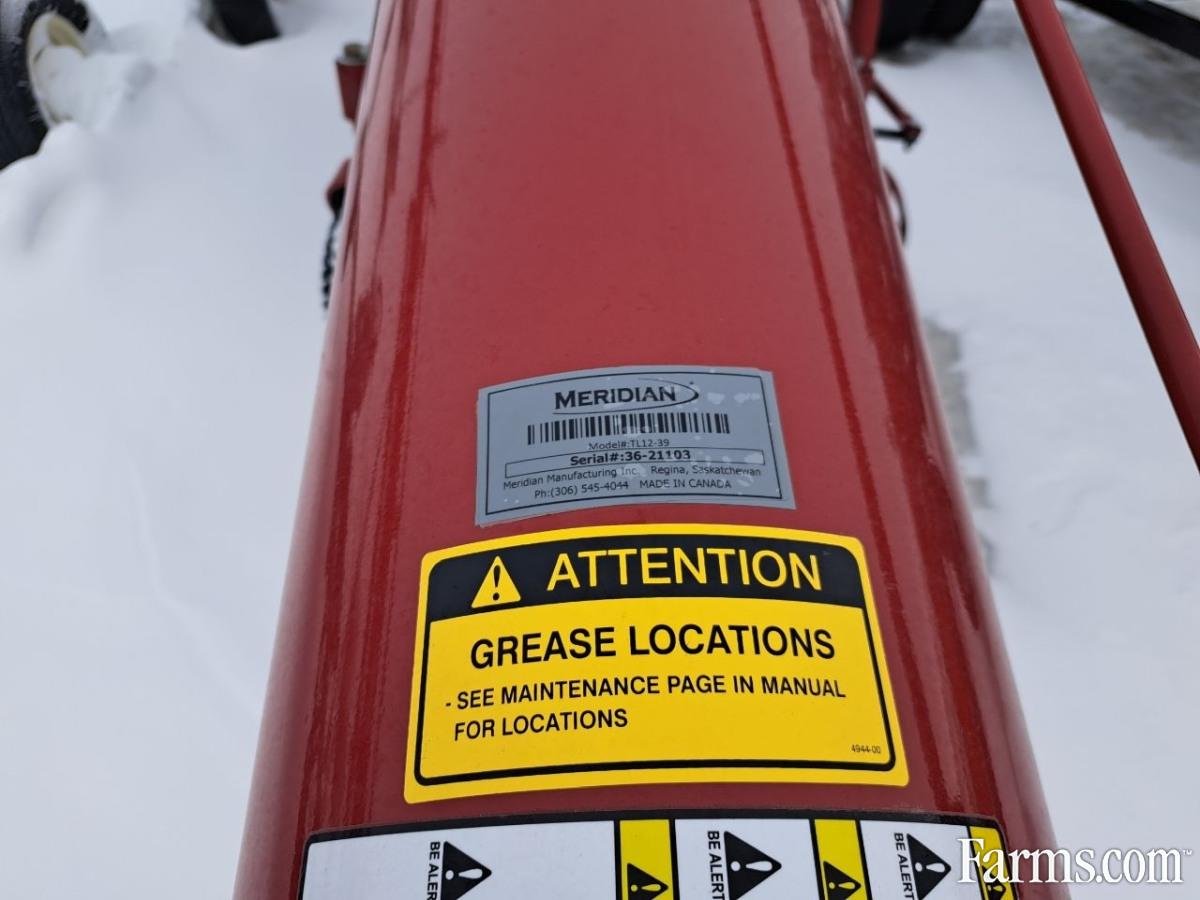 MERIDIAN
Model#:TL12-39
Serial#:36-21103
Meridian Manufacturing Inc. Regina, Saskatchewan
Ph:(306) 545-4044 MADE IN CANADA
ATTENTION
GREASE LOCATIONS
- SEE MAINTENANCE PAGE IN MANUAL
FOR LOCATIONS
4944-00
BE ALERT
BE ALERT
BE ALERT
Farms.com™